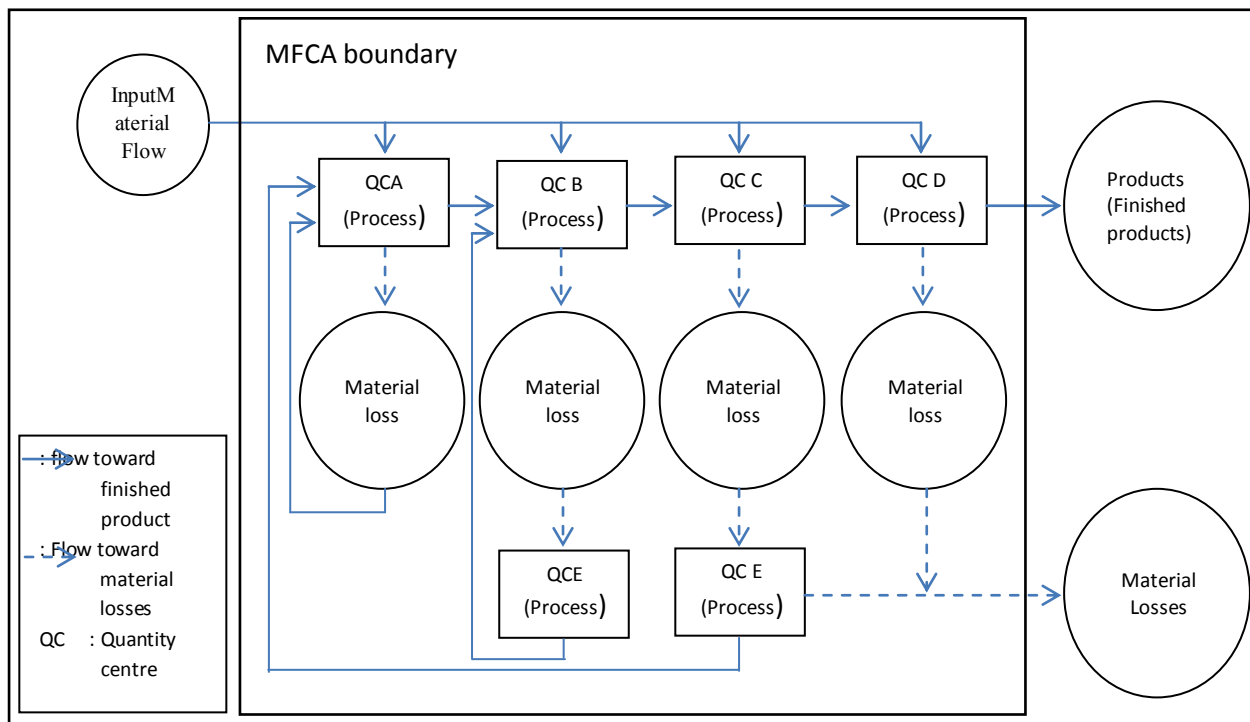 MFCA boundary
InputM
aterial
Flow
QCA
(Process)
QC B
(Process)
QC C
(Process)
QC D
(Process)
Products
(Finished
products)
Material
loss
Material
loss
Material
loss
Material
loss
: flow toward
finished
product
: Flow toward
material
losses
QC : Quantity
centre
QCE
(Process)
QC E
(Process)
Material
Losses